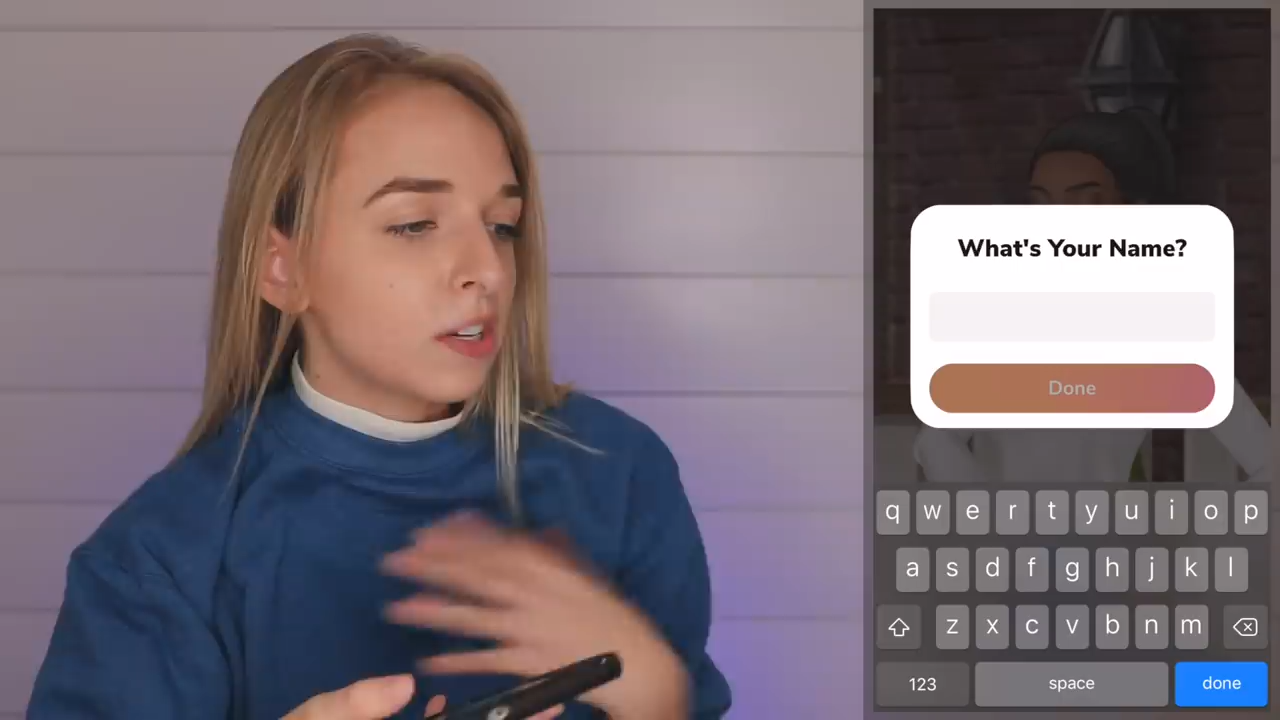 What's Your Name?
Done
q w e r t y u i o p
a s d f g h j k l
z x c v b n m
123 space done